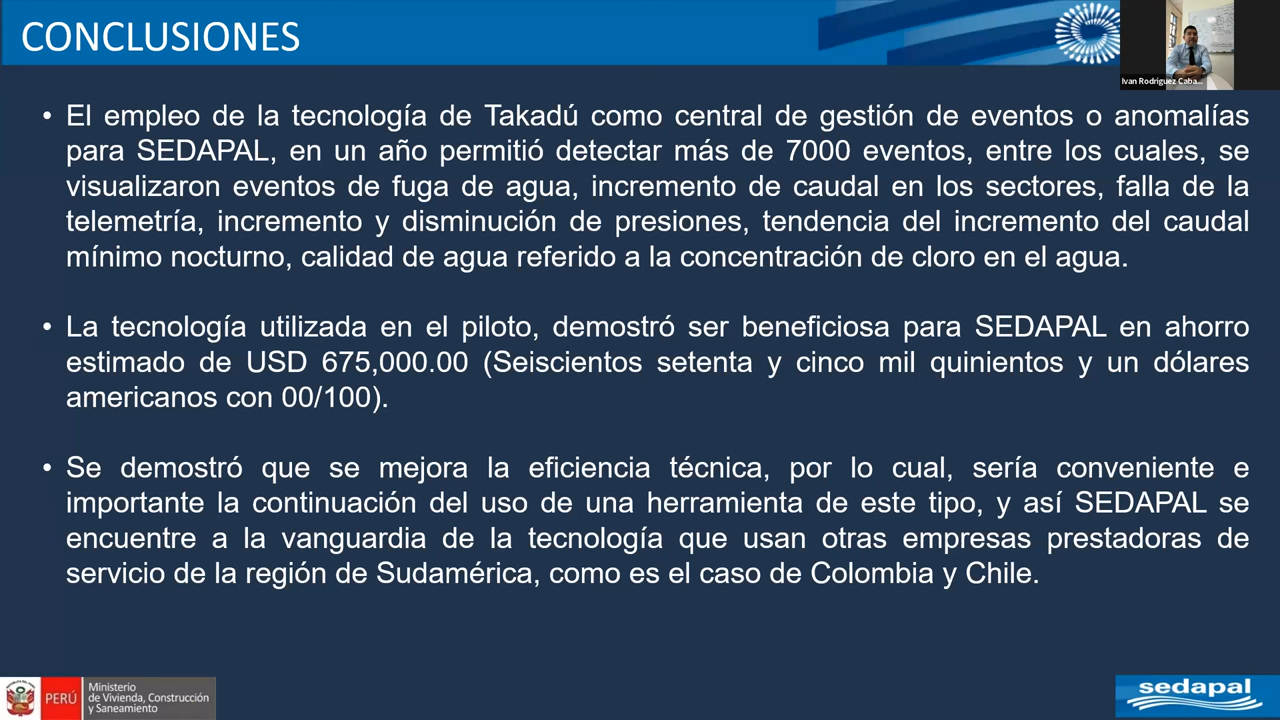 CONCLUSIONES
Ivan Rodriguez Caba...
• El empleo de la tecnología de Takadú como central de gestión de eventos o anomalías
para SEDAPAL, en un año permitió detectar más de 7000 eventos, entre los cuales, se
visualizaron eventos de fuga de agua, incremento de caudal en los sectores, falla de la
telemetría, incremento y disminución de presiones, tendencia del incremento del caudal
mínimo nocturno, calidad de agua referido a la concentración de cloro en el agua.
• La tecnología utilizada en el piloto, demostró ser beneficiosa para SEDAPAL en ahorro
estimado de USD 675,000.00 (Seiscientos setenta y cinco mil quinientos y un dólares
americanos con 00/100).
• Se demostró que se mejora la eficiencia técnica, por lo cual, sería conveniente e
importante la continuación del uso de una herramienta de este tipo, y así SEDAPAL se
encuentre a la vanguardia de la tecnología que usan otras empresas prestadoras de
servicio de la región de Sudamérica, como es el caso de Colombia y Chile.
PERÚ
Ministerio
de Vivienda, Construcción
y Saneamiento
sedapal